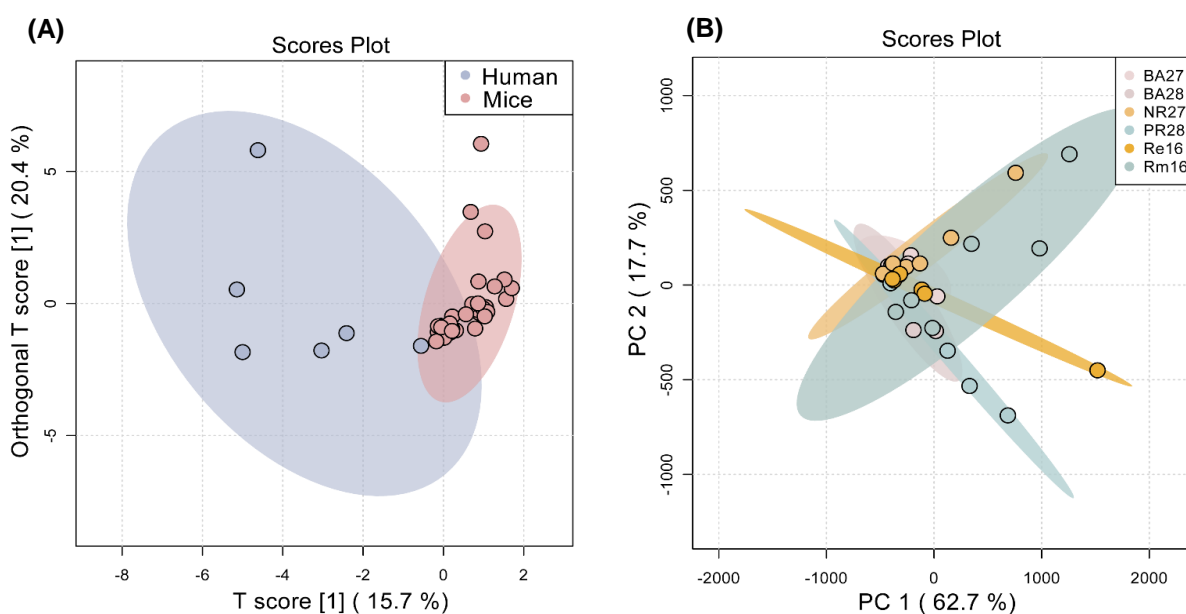 (A)
Scores Plot
Human
Mice
Orthogonal T score [1] ( 20.4 %)
5
0
-5
-8
-6
-4
-2
0
2
T score [1] ( 15.7 %)
(B)
Scores Plot
BA27
BA28
NR27
PR28
Re16
Rm16
PC 2 ( 17.7 %)
1000
500
0
-500
-1000
-2000
-1000
0
1000
2000
PC 1 ( 62.7 %)